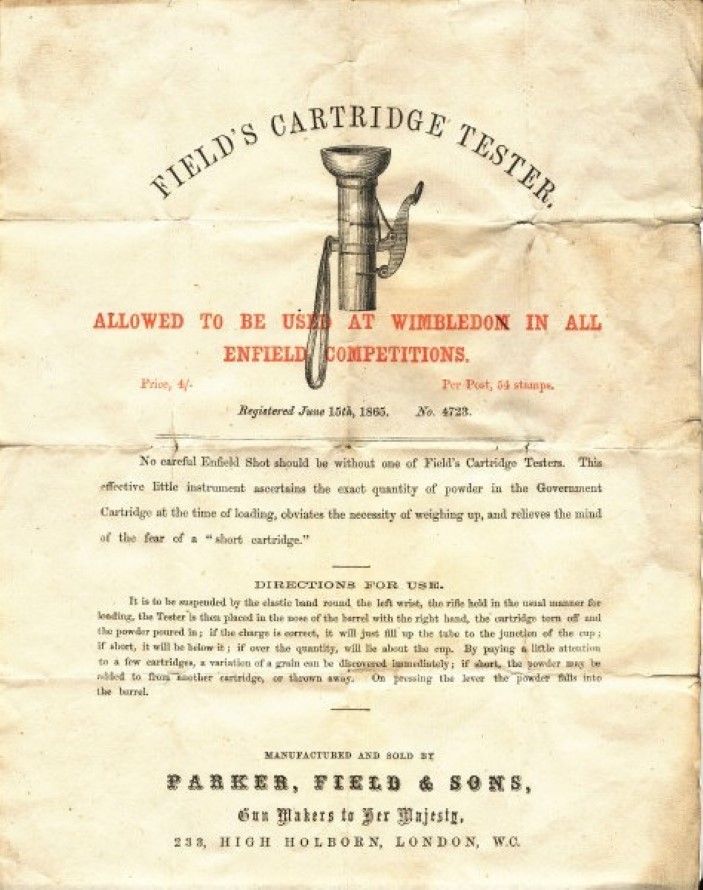 FIELD'S CARTRIDGE TESTER.
ALLOWED TO BE USED AT WIMBLEDON IN ALL
ENFIELD COMPETITIONS.
Price, 4/-. Per Post, 54 stamps.
Registered June 15th, 1865. No. 4723.
No careful Enfield Shot should be without one of Field's Cartridge Testers. This
effective little instrument ascertains the exact quantity of powder in the Government
Cartridge at the time of loading, obviates the necessity of weighing up, and relieves the mind
of the fear of a "short cartridge."
DIRECTIONS FOR USE.
It is to be suspended by the elastic band round the left wrist, the rifle held in the usual manner for
loading, the Tester is then placed in the nose of the barrel with the right hand, the cartridge torn off and
the powder poured in; if the charge is correct, it will just fill up the tube to the junction of the cup;
if short, it will be below it; if over the quantity, will lie about the cup. By paying a little attention
to a few cartridges, a variation of a grain can be discovered immediately; if short, the powder may be
added to from another cartridge, or thrown away. On pressing the lever the powder falls into
the barrel.
MANUFACTURED AND SOLD BY
PARKER, FIELD & SONS,
Gun Makers to Her Majesty,
233, HIGH HOLBORN, LONDON, W.C.